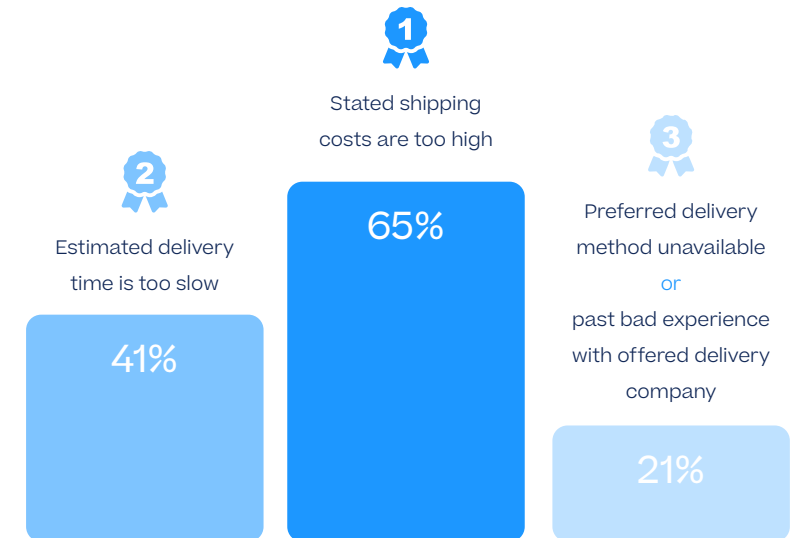 1
Stated shipping
costs are too high
65%
2
Estimated delivery
time is too slow
41%
3
Preferred delivery
method unavailable
or
past bad experience
with offered delivery
company
21%